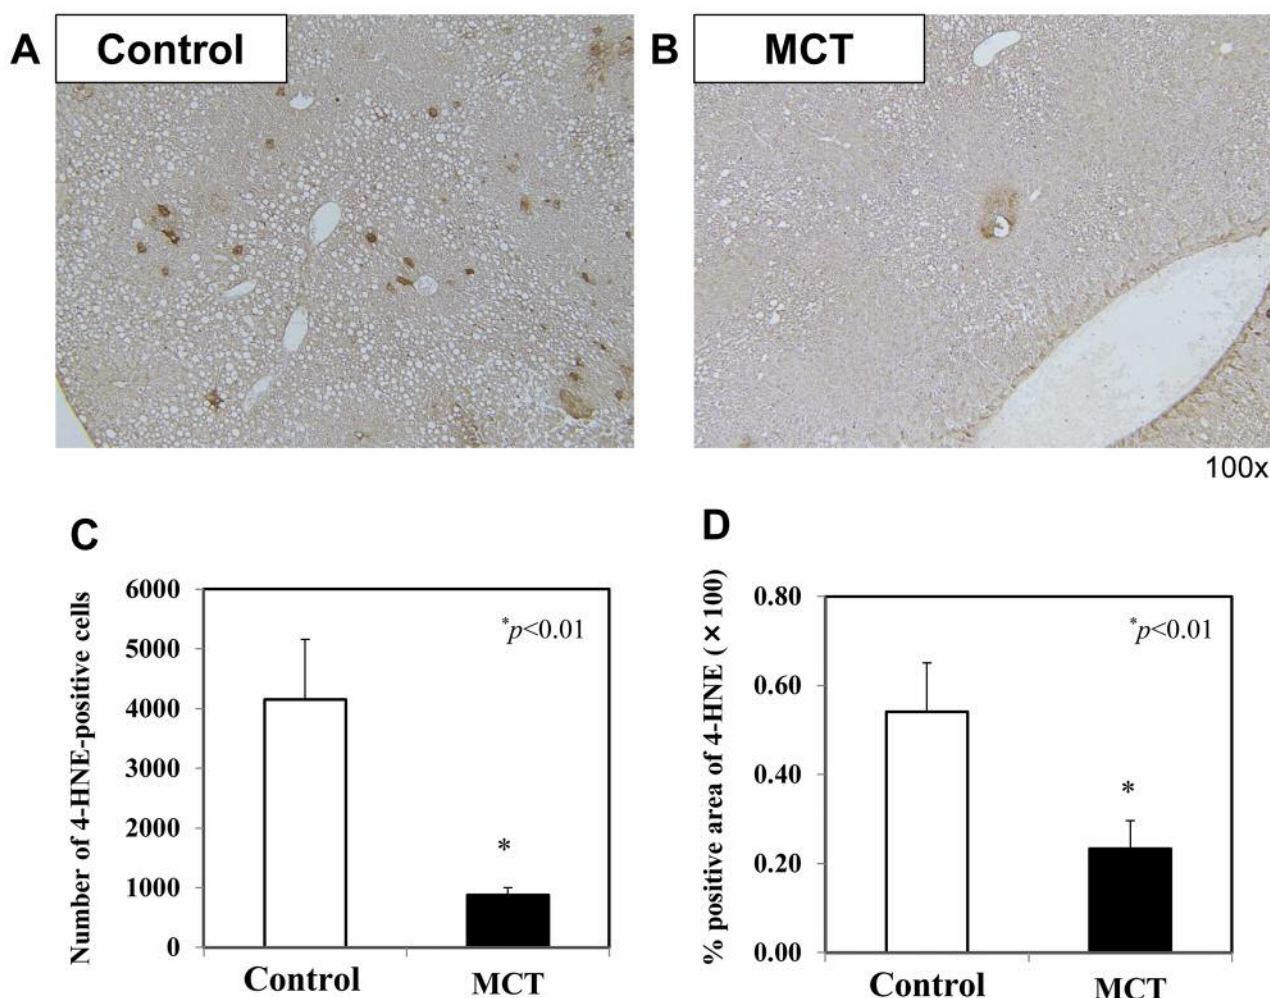 A
Control
B
MCT
100x
C
Number of 4-HNE-positive cells
6000
5000
4000
3000
2000
1000
0
*p<0.01
*
Control
MCT
D
% positive area of 4-HNE (×100)
0.80
0.60
0.40
0.20
0.00
*p<0.01
*
Control
MCT